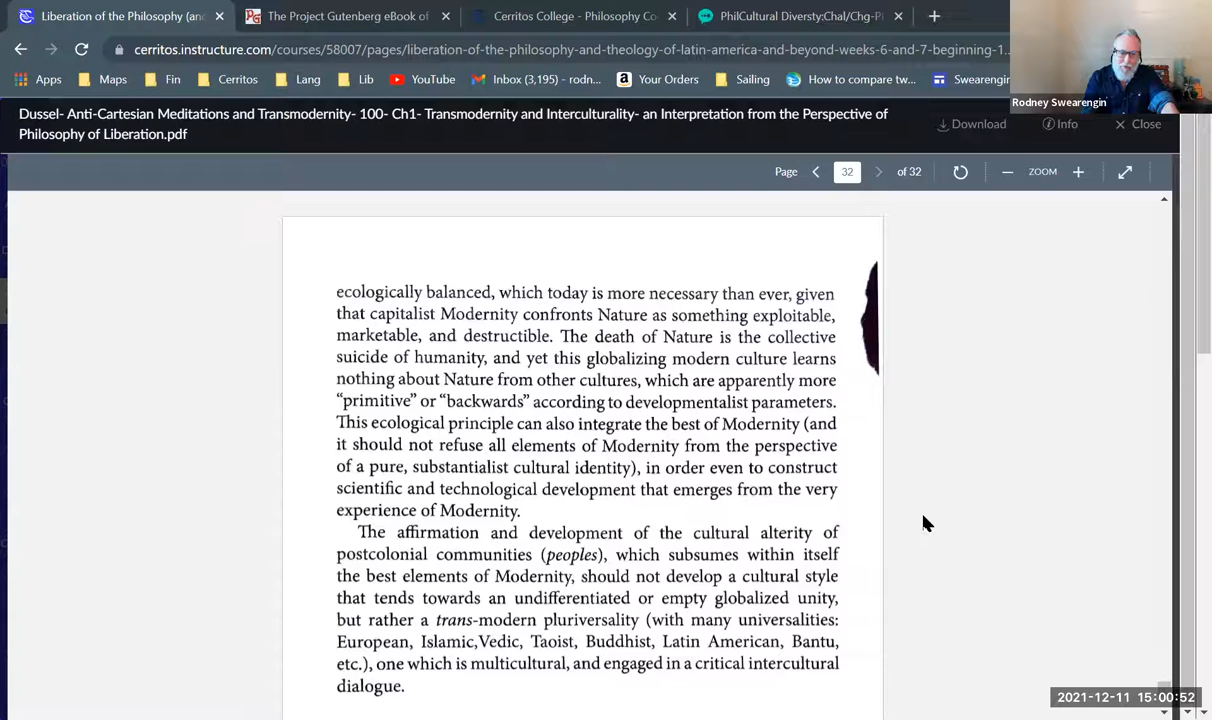 Liberation of the Philosophy (and
The Project Gutenberg eBook of
Cerritos College - Philosophy Co
PhilCultural Diversty:Chal/Chg-P
cerritos.instructure.com/courses/58007/pages/liberation-of-the-philosophy-and-theology-of-latin-america-and-beyond-weeks-6-and-7-beginning-1...
Apps Maps Fin Cerritos Lang Lib YouTube Inbox (3,195) - rodn... Your Orders Sailing How to compare tw... Swearengin
Rodney Swearengin
Dussel- Anti-Cartesian Meditations and Transmodernity- 100- Ch1- Transmodernity and Interculturality- an Interpretation from the Perspective of
Philosophy of Liberation.pdf
Download Info Close
Page 32 of 32 ZOOM
ecologically balanced, which today is more necessary than ever, given
that capitalist Modernity confronts Nature as something exploitable,
marketable, and destructible. The death of Nature is the collective
suicide of humanity, and yet this globalizing modern culture learns
nothing about Nature from other cultures, which are apparently more
“primitive” or “backwards” according to developmentalist parameters.
This ecological principle can also integrate the best of Modernity (and
it should not refuse all elements of Modernity from the perspective
of a pure, substantialist cultural identity), in order even to construct
scientific and technological development that emerges from the very
experience of Modernity.
The affirmation and development of the cultural alterity of
postcolonial communities (peoples), which subsumes within itself
the best elements of Modernity, should not develop a cultural style
that tends towards an undifferentiated or empty globalized unity,
but rather a trans-modern pluriversality (with many universalities:
European, Islamic,Vedic, Taoist, Buddhist, Latin American, Bantu,
etc.), one which is multicultural, and engaged in a critical intercultural
dialogue.
2021-12-11 15:00:52